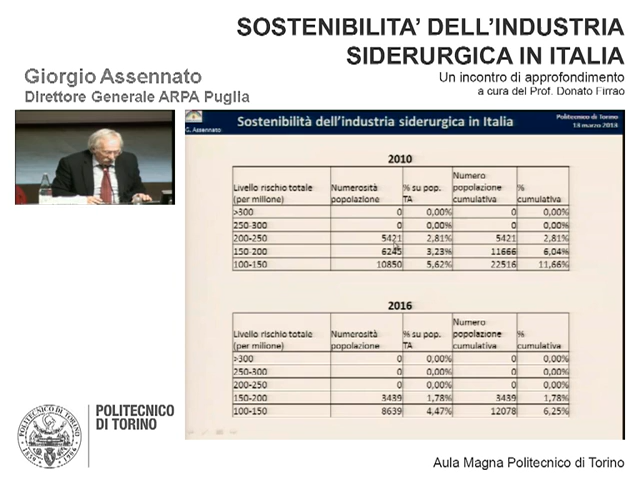 SOSTENIBILITA' DELL'INDUSTRIA
SIDERURGICA IN ITALIA
Un incontro di approfondimento
a cura del Prof. Donato Firrao
Giorgio Assennato
Direttore Generale ARPA Puglia
G. Assennato
Sostenibilità dell'industria siderurgica in Italia
Politecnico di Torino
18 marzo 2013
2010
Livello rischio totale (per milione) Numerosità popolazione % su pop. TA Numero popolazione cumulativa % cumulativa
>300 0 0,00% 0 0,00%
250-300 0 0,00% 0 0,00%
200-250 5421 2,81% 5421 2,81%
150-200 6245 3,23% 11666 6,04%
100-150 10850 5,62% 22516 11,66%
2016
Livello rischio totale (per milione) Numerosità popolazione % su pop. TA Numero popolazione cumulativa % cumulativa
>300 0 0,00% 0 0,00%
250-300 0 0,00% 0 0,00%
200-250 0 0,00% 0 0,00%
150-200 3439 1,78% 3439 1,78%
100-150 8639 4,47% 12078 6,25%
POLITECNICO DI TORINO
POLITECNICO
DI TORINO
Aula Magna Politecnico di Torino